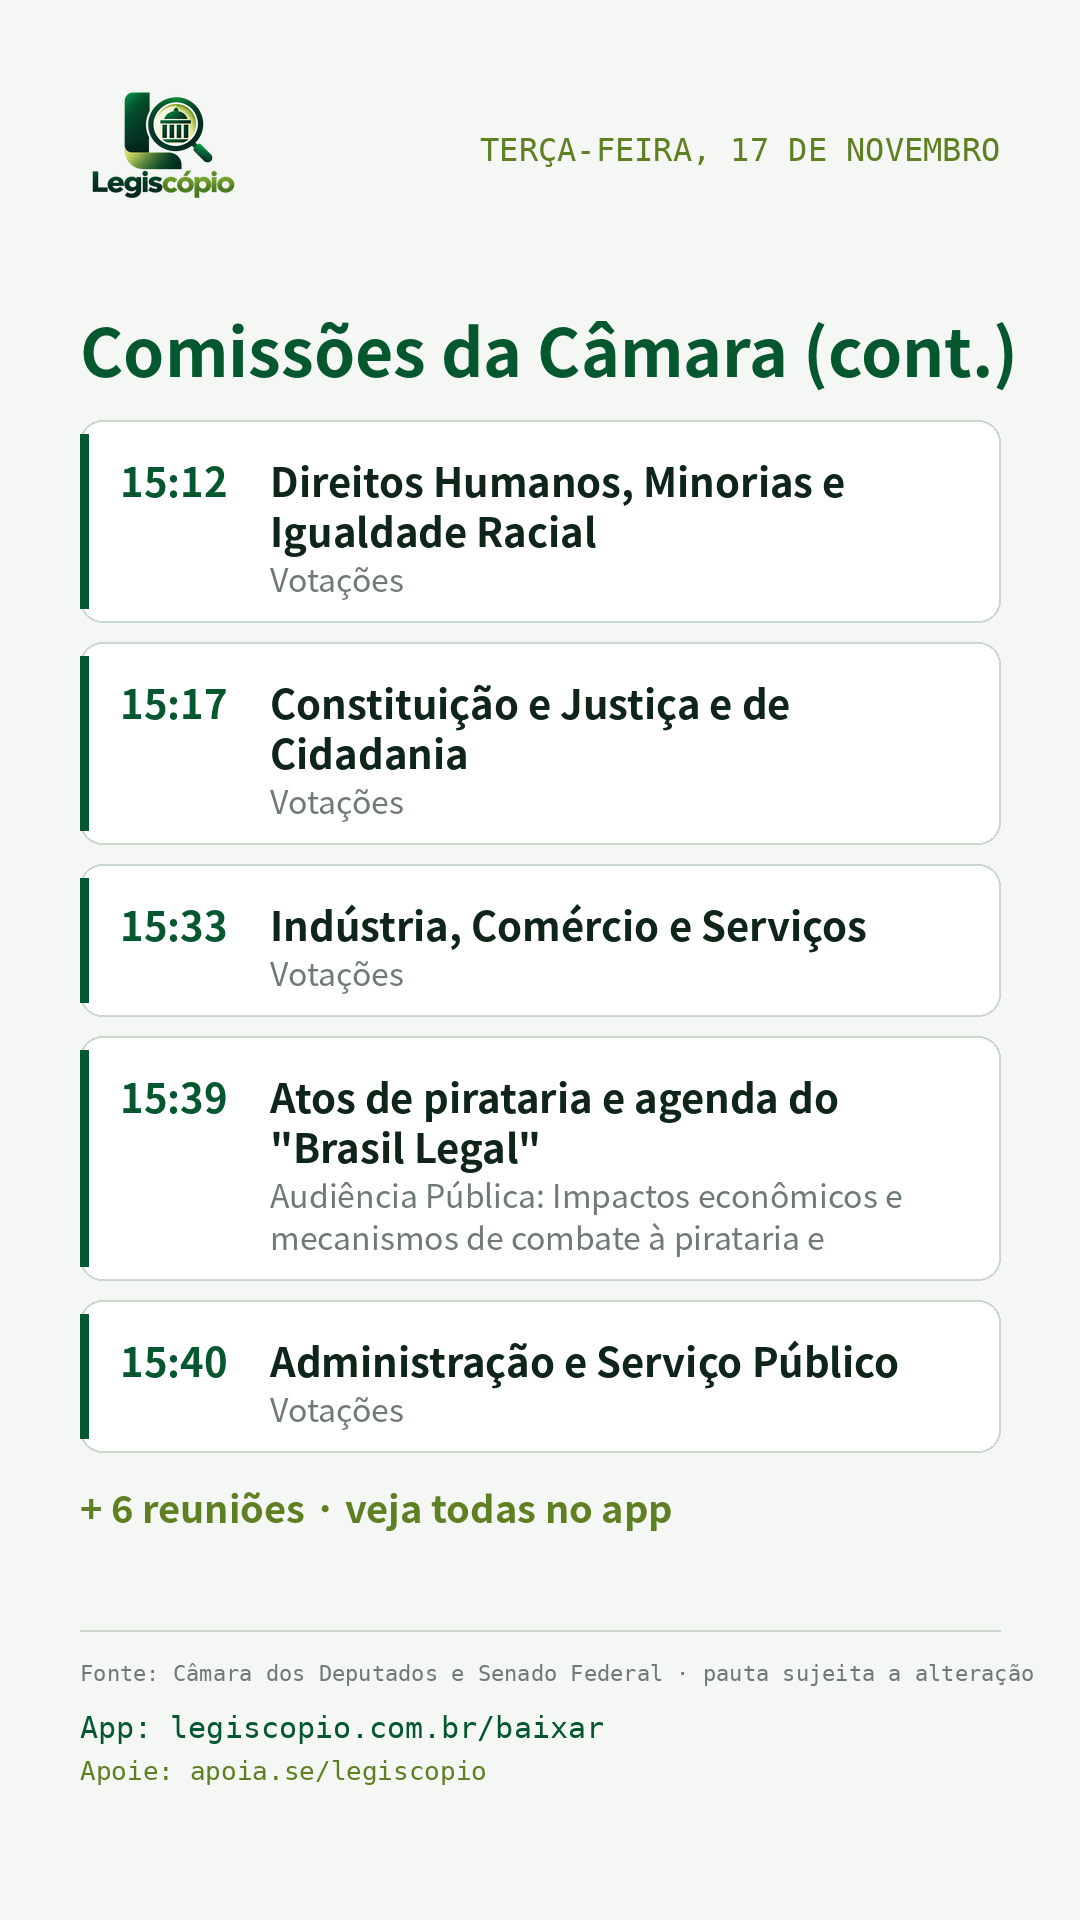 Legiscópio
TERÇA-FEIRA, 17 DE NOVEMBRO
Comissões da Câmara (cont.)
15:12 Direitos Humanos, Minorias e
Igualdade Racial
Votações
15:17 Constituição e Justiça e de
Cidadania
Votações
15:33 Indústria, Comércio e Serviços
Votações
15:39 Atos de pirataria e agenda do
"Brasil Legal"
Audiência Pública: Impactos econômicos e
mecanismos de combate à pirataria e
15:40 Administração e Serviço Público
Votações
+ 6 reuniões · veja todas no app
Fonte: Câmara dos Deputados e Senado Federal · pauta sujeita a alteração
App: legiscopio.com.br/baixar
Apoie: apoia.se/legiscopio